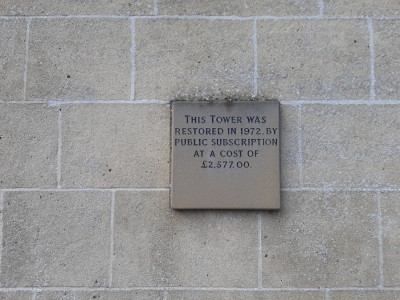 THIS TOWER WAS
RESTORED IN 1972. BY
PUBLIC SUBSCRIPTION
AT A COST OF
£2,577.00.